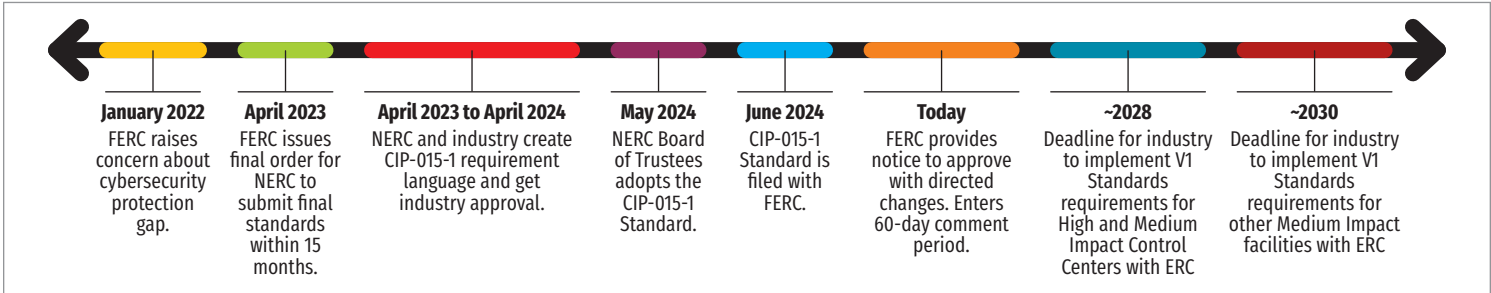 January 2022
FERC raises
concern about
cybersecurity
protection
gap.
April 2023
FERC issues
final order for
NERC to
submit final
standards
within 15
months.
April 2023 to April 2024
NERC and industry create
CIP-015-1 requirement
language and get
industry approval.
May 2024
NERC Board
of Trustees
adopts the
CIP-015-1
Standard.
June 2024
CIP-015-1
Standard is
filed with
FERC.
Today
FERC provides
notice to approve
with directed
changes. Enters
60-day comment
period.
~2028
Deadline for industry
to implement V1
Standards
requirements for
High and Medium
Impact Control
Centers with ERC
~2030
Deadline for industry
to implement V1
Standards
requirements for
other Medium Impact
facilities with ERC